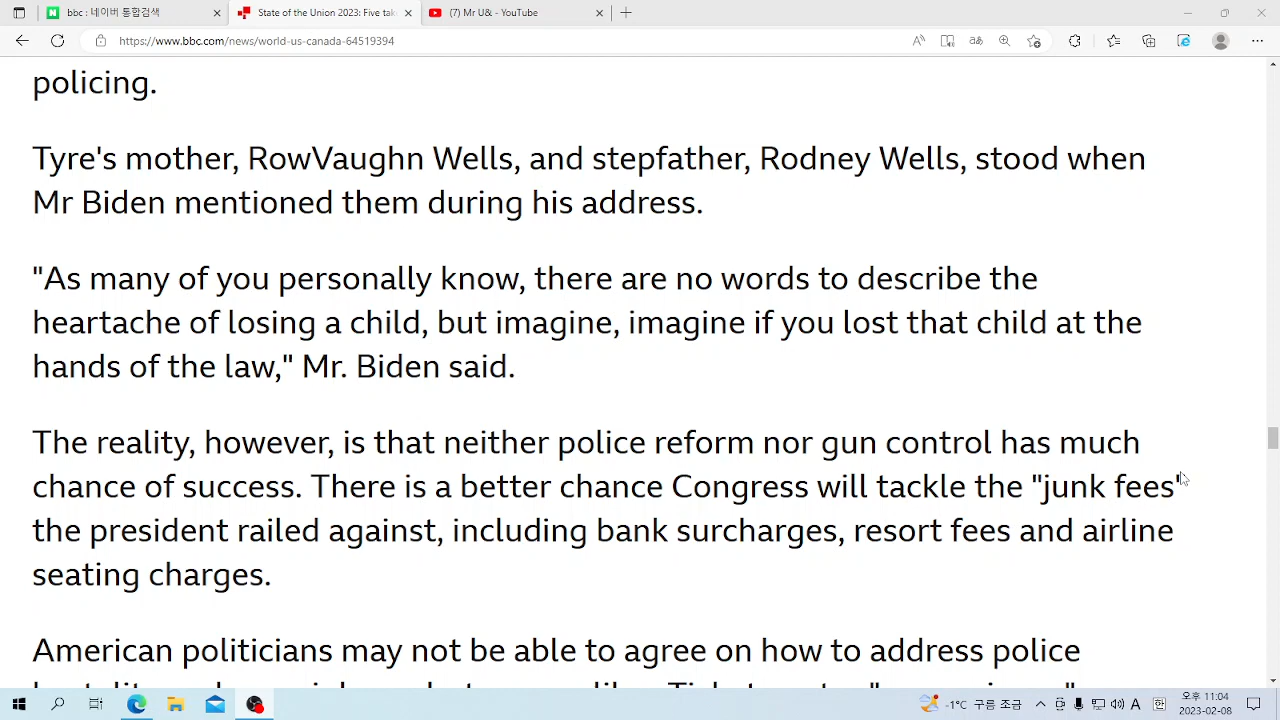 bbc : 네이버 통합검색
State of the Union 2023: Five tak
(7) Mr U& - YouTube
https://www.bbc.com/news/world-us-canada-64519394
policing.
Tyre's mother, RowVaughn Wells, and stepfather, Rodney Wells, stood when
Mr Biden mentioned them during his address.
"As many of you personally know, there are no words to describe the
heartache of losing a child, but imagine, imagine if you lost that child at the
hands of the law," Mr. Biden said.
The reality, however, is that neither police reform nor gun control has much
chance of success. There is a better chance Congress will tackle the "junk fees"
the president railed against, including bank surcharges, resort fees and airline
seating charges.
American politicians may not be able to agree on how to address police
-1°C 구름 조금
A
오후 11:04
2023-02-08